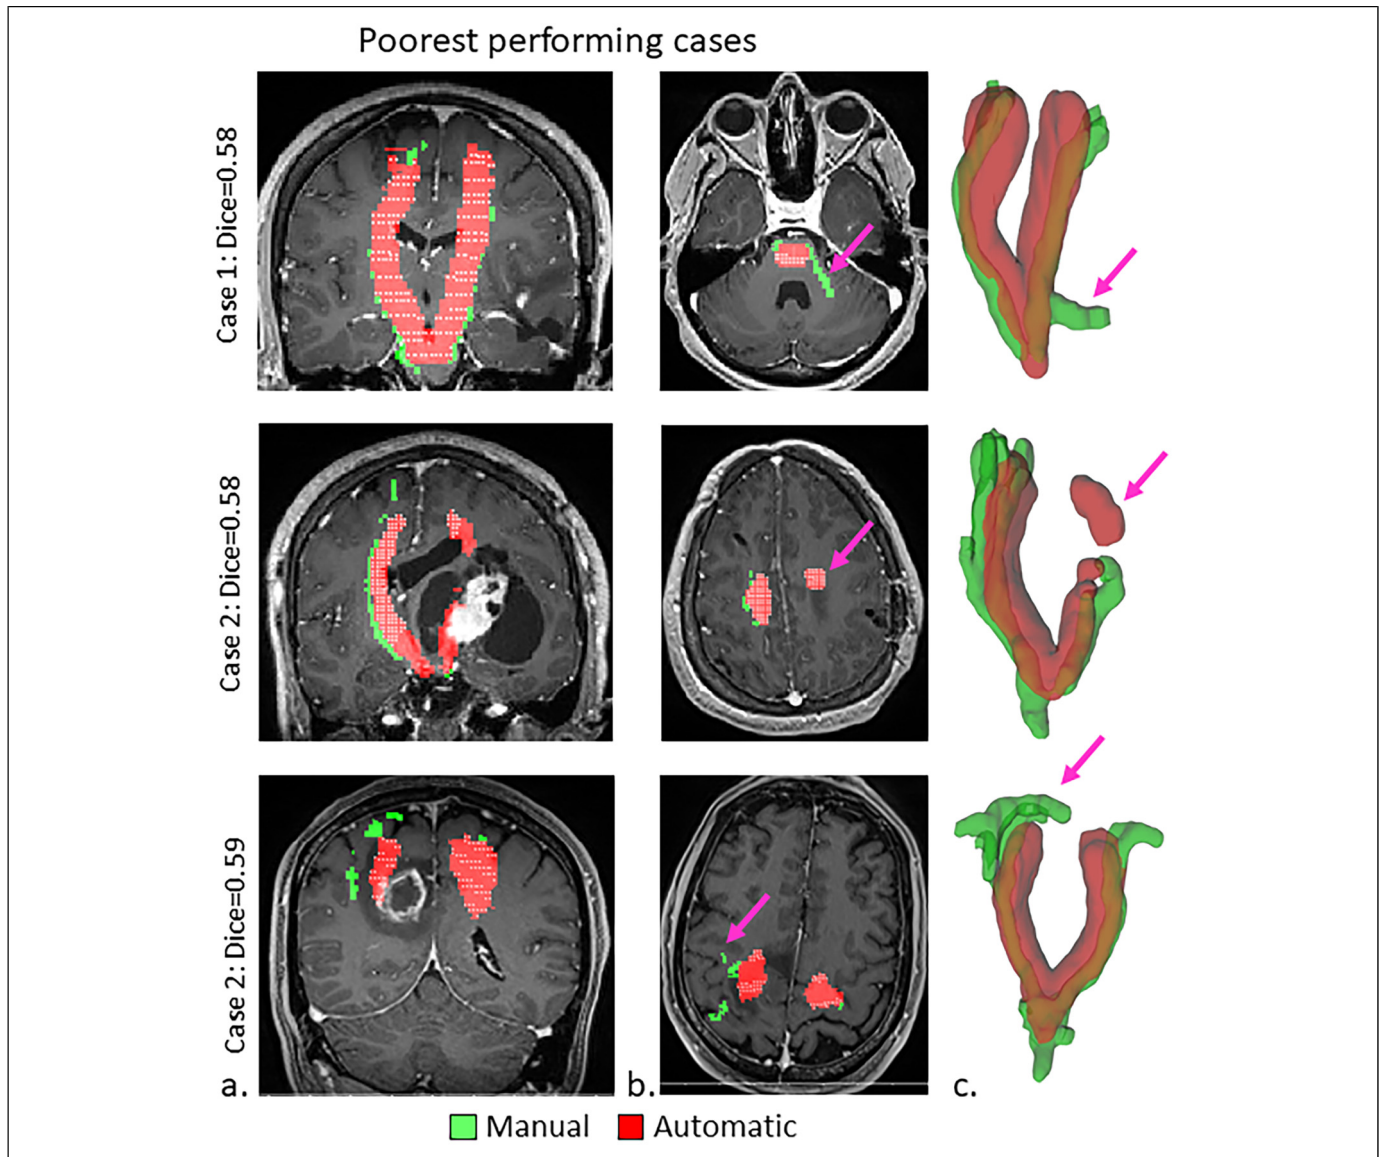 Poorest performing cases
Case 1: Dice=0.58
Case 2: Dice=0.58
Case 2: Dice=0.59
a.
b.
c.
Manual
Automatic